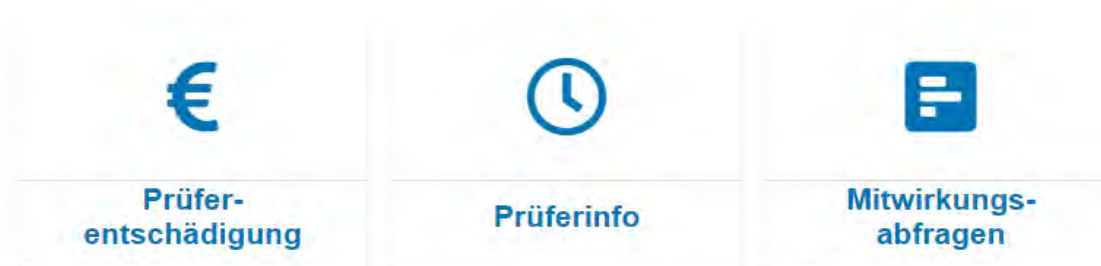 €
Prüfer-
entschädigung
Prüferinfo
Mitwirkungs-
abfragen